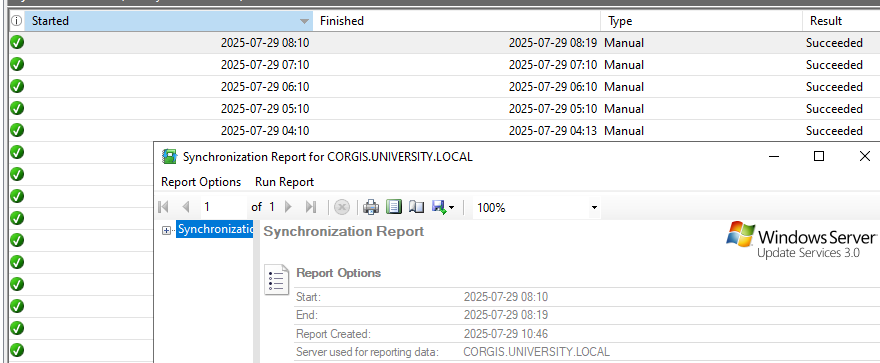 Started Finished Type Result
2025-07-29 08:10 2025-07-29 08:19 Manual Succeeded
2025-07-29 07:10 2025-07-29 07:10 Manual Succeeded
2025-07-29 06:10 2025-07-29 06:10 Manual Succeeded
2025-07-29 05:10 2025-07-29 05:10 Manual Succeeded
2025-07-29 04:10 2025-07-29 04:13 Manual Succeeded
Synchronization Report for CORGIS.UNIVERSITY.LOCAL
Report Options Run Report
1 of 1 100%
Synchronizatio
Synchronization Report
Windows Server
Update Services 3.0
Report Options
Start: 2025-07-29 08:10
End: 2025-07-29 08:19
Report Created: 2025-07-29 10:46
Server used for reporting data: CORGIS.UNIVERSITY.LOCAL